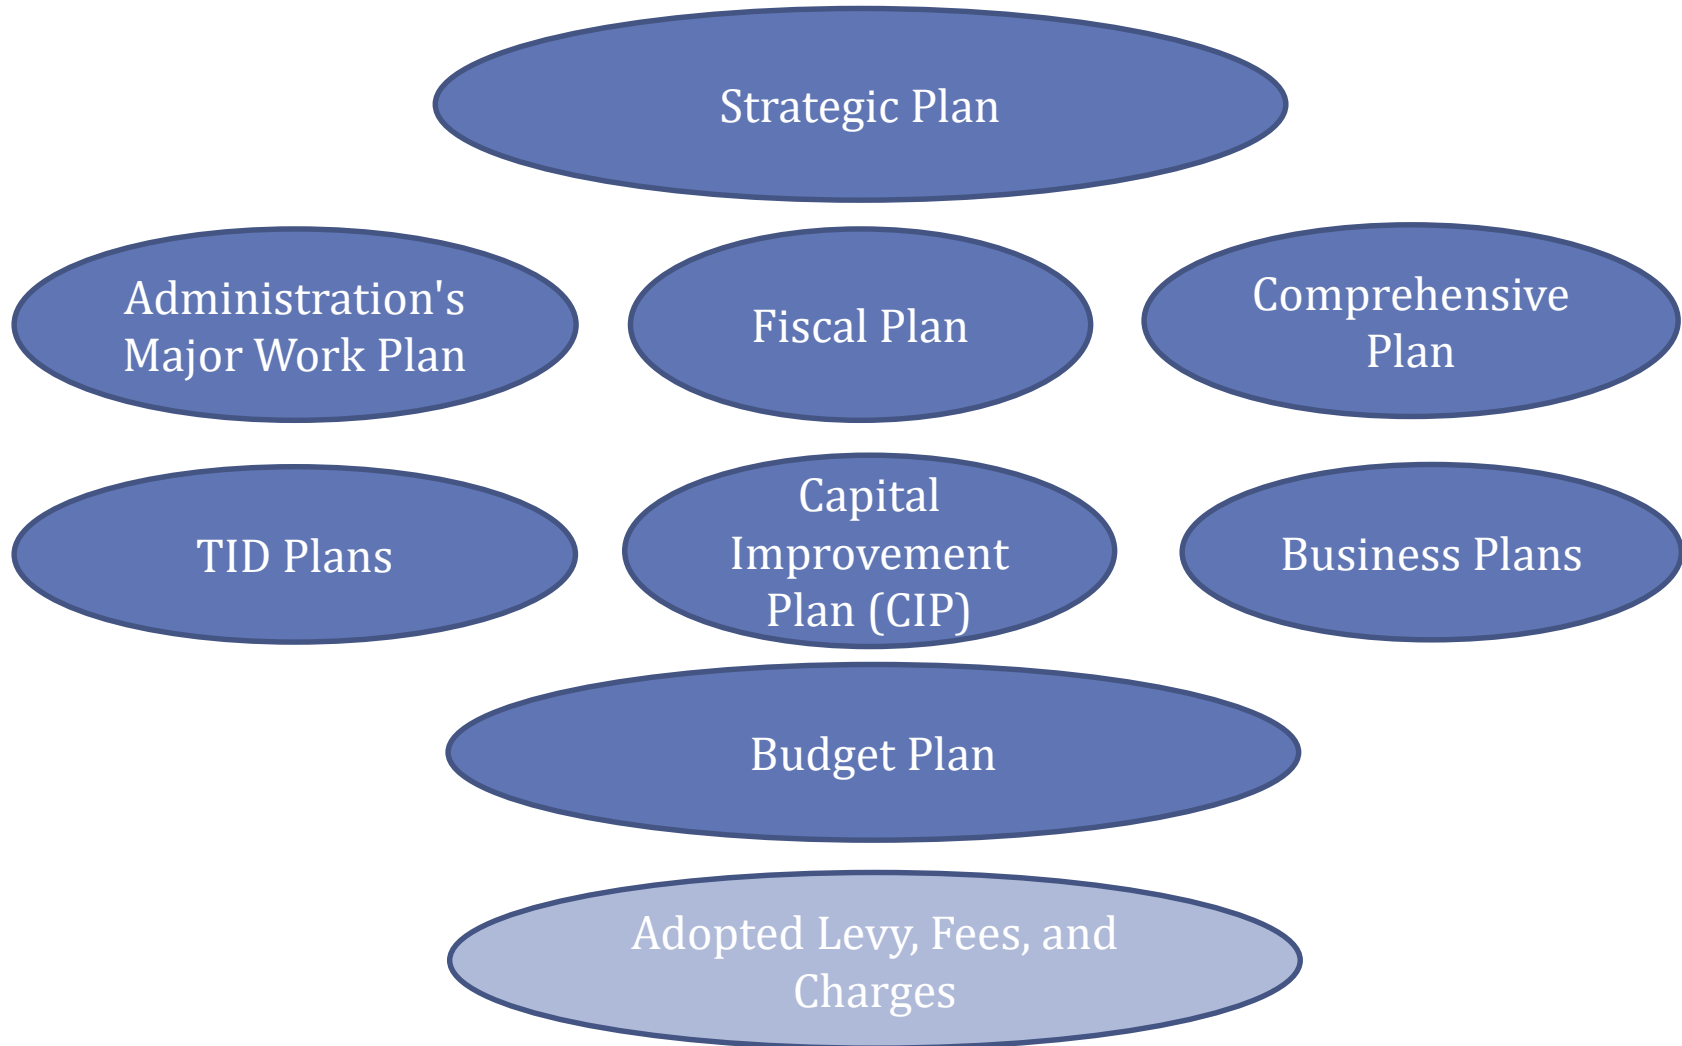 Strategic Plan
Administration's
Major Work Plan
Fiscal Plan
Comprehensive
Plan
TID Plans
Capital
Improvement
Plan (CIP)
Business Plans
Budget Plan
Adopted Levy, Fees, and
Charges